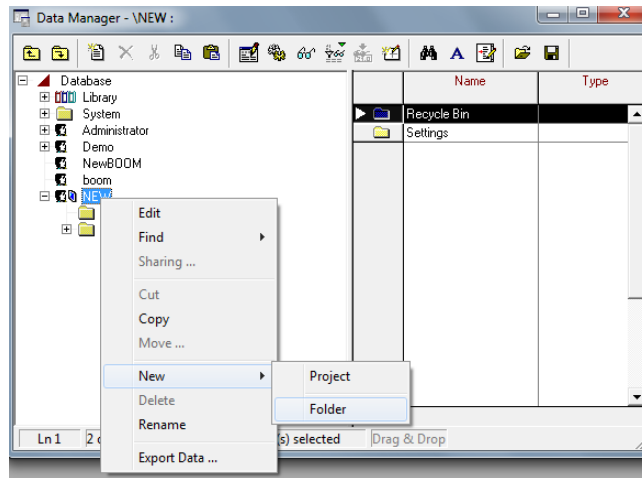 Data Manager - \NEW :
Name Type
Database
Library
System
Administrator
Demo
NewBOOM
boom
NEW
Recycle Bin
Settings
Edit
Find
Sharing ...
Cut
Copy
Move ...
New
Delete
Rename
Export Data ...
Project
Folder
Ln 1
2
(s) selected
Drag & Drop